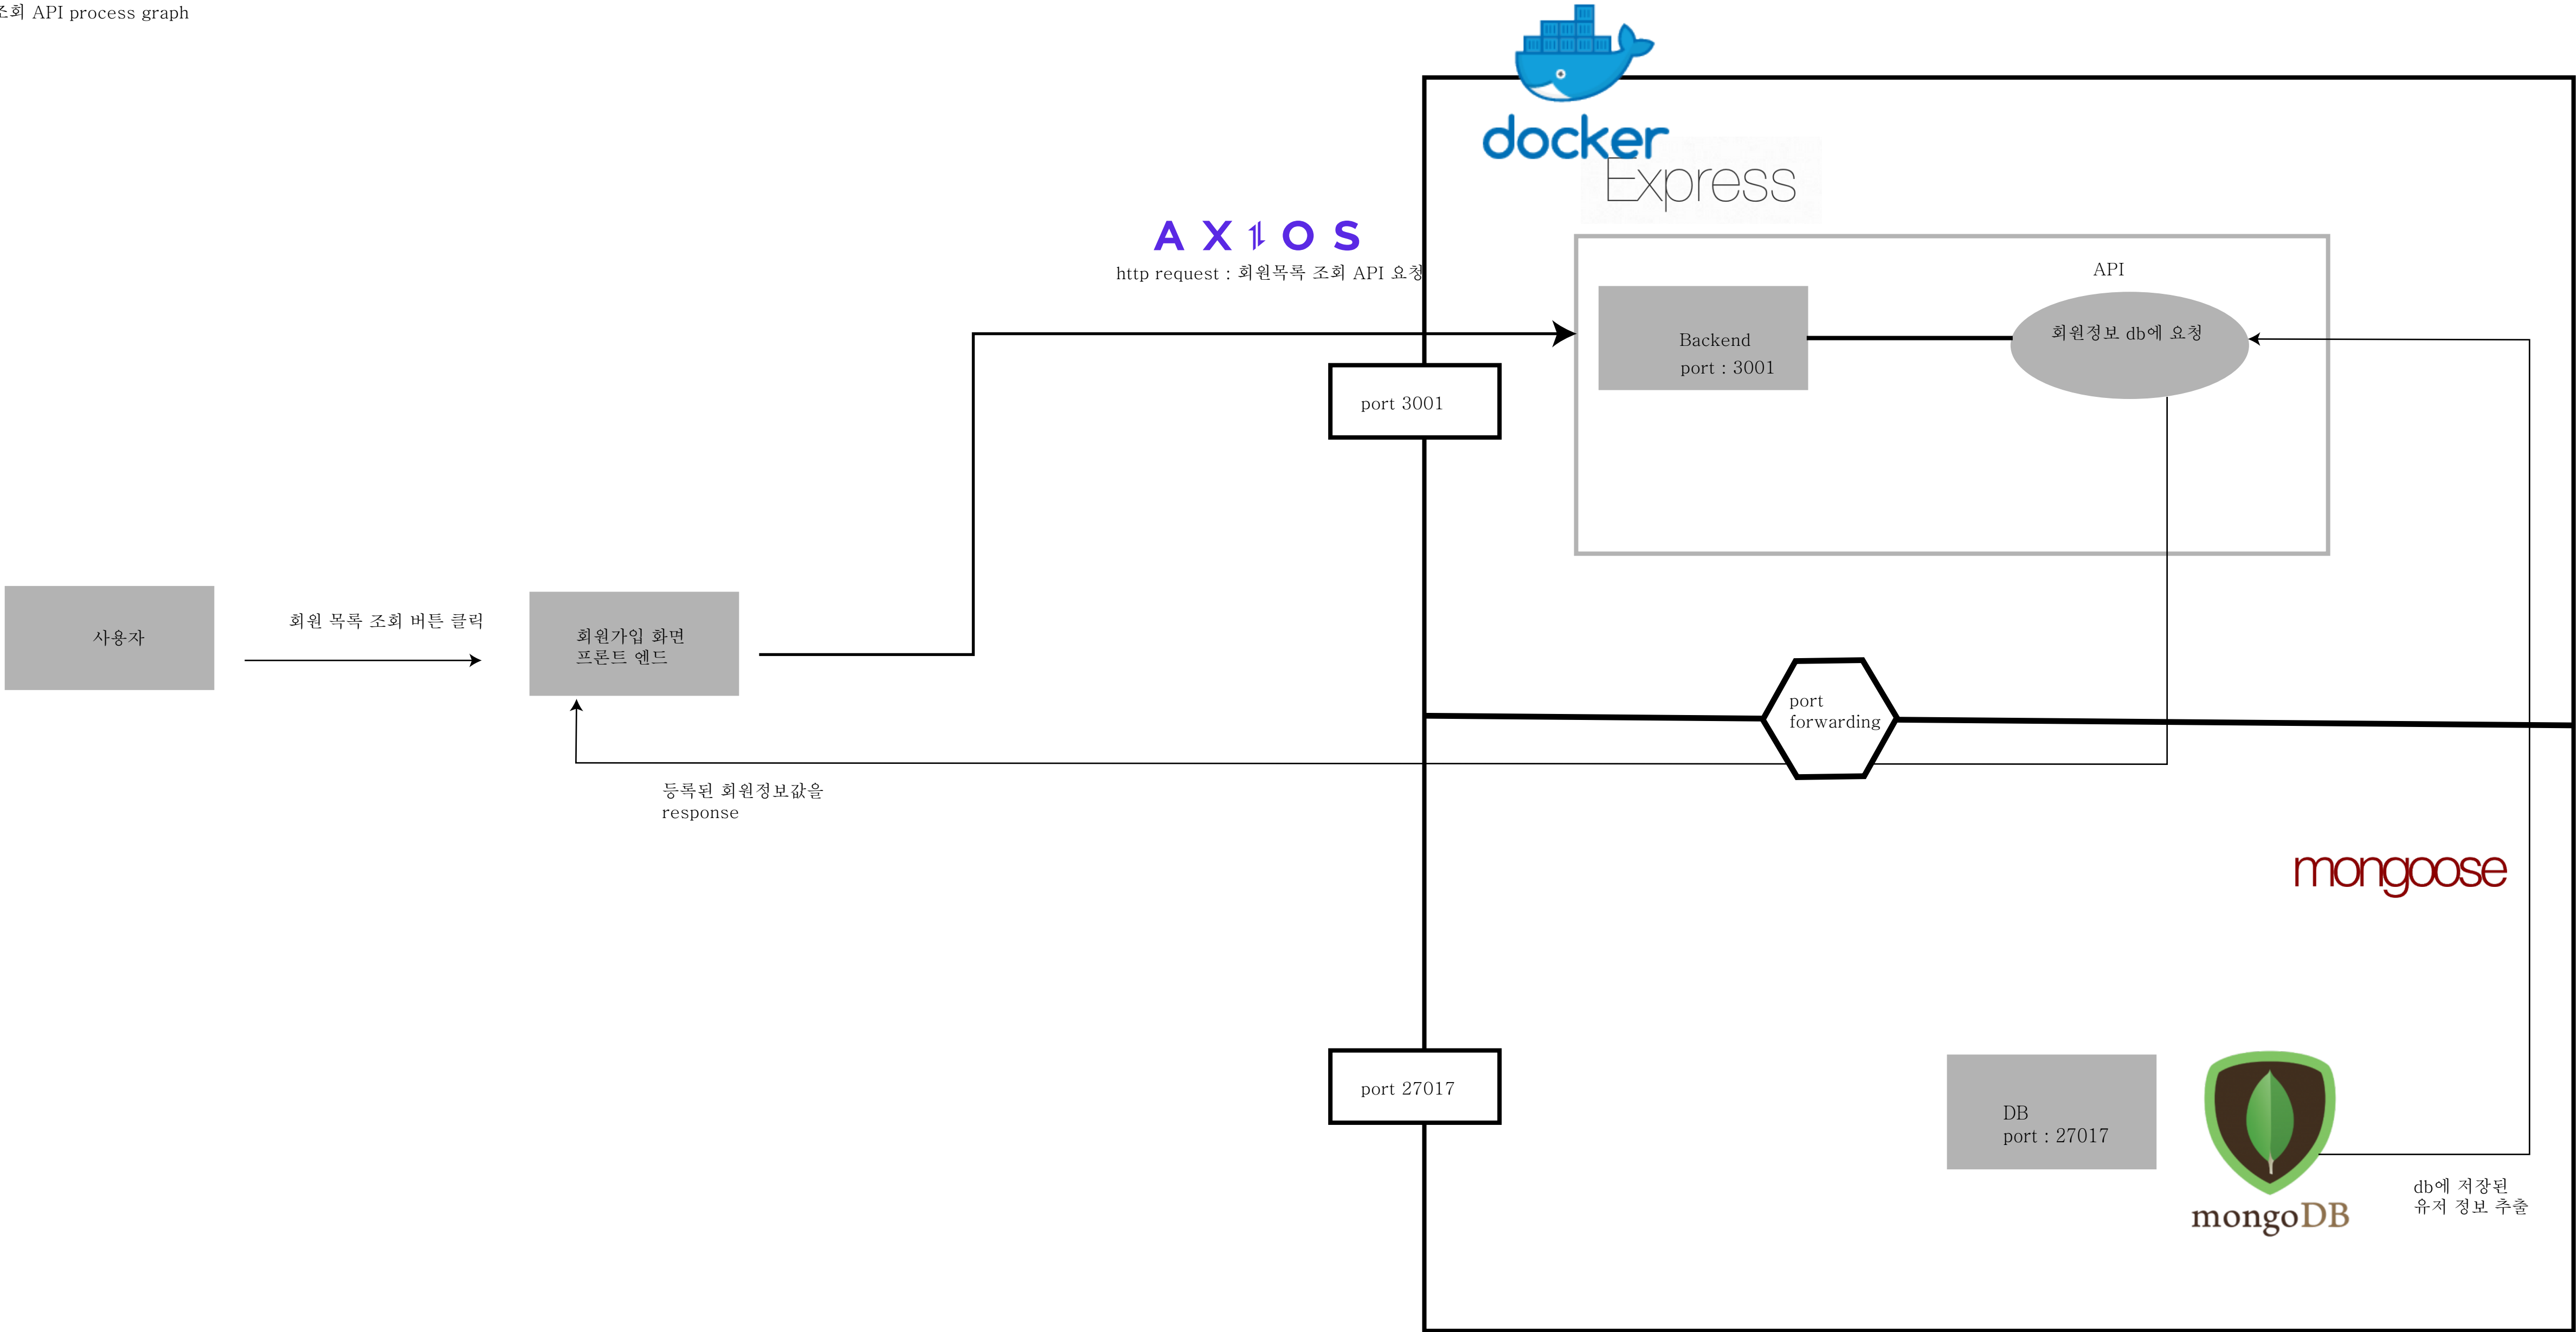 조회 API process graph
docker
Express
AXIOS
http request : 회원목록 조회 API 요청
API
Backend
port : 3001
회원정보 db에 요청
port 3001
사용자
회원 목록 조회 버튼 클릭
회원가입 화면
프론트 엔드
port
forwarding
등록된 회원정보값을
response
mongoose
port 27017
DB
port : 27017
mongoDB
db에 저장된
유저 정보 추출